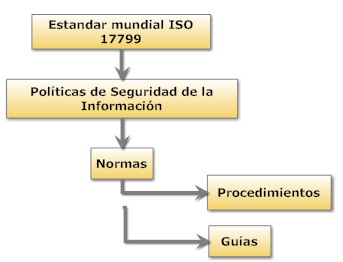 Estandar mundial ISO
17799
Políticas de Seguridad de la
Información
Normas
Procedimientos
Guías